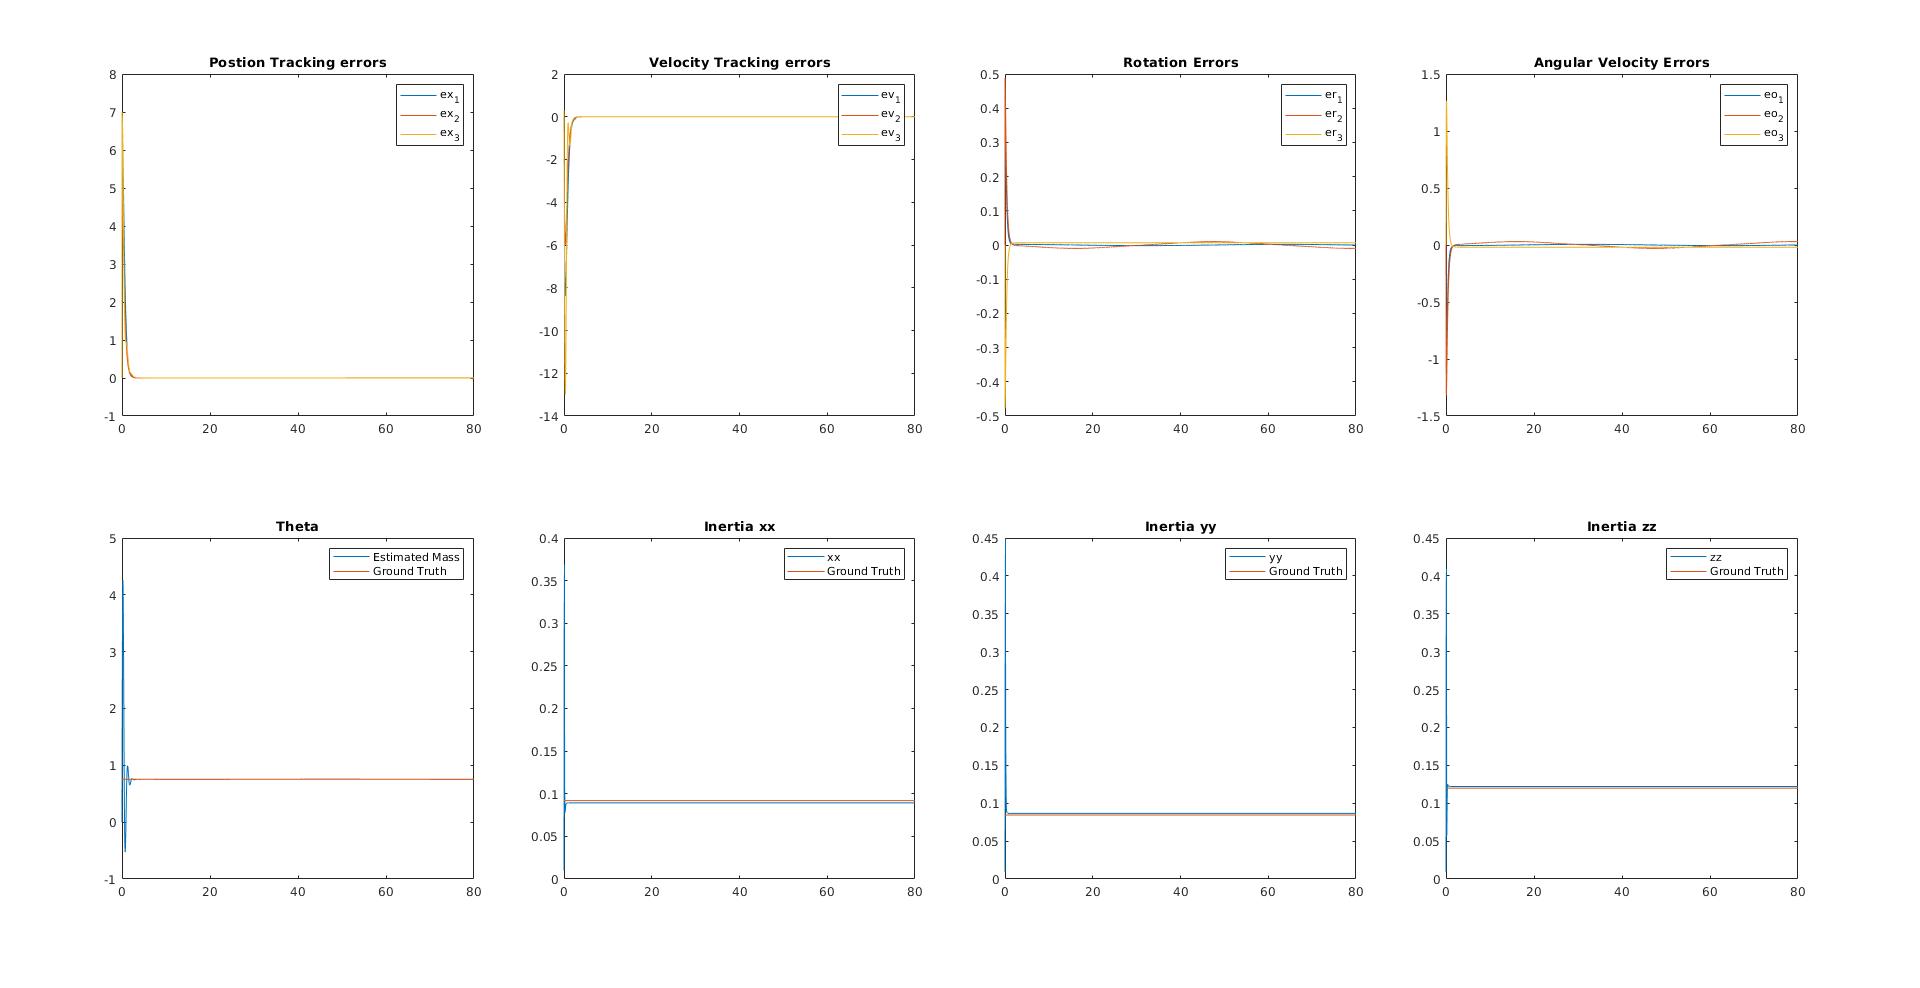 Postion Tracking errors
8
7
6
5
4
3
2
1
0
-1
0 20 40 60 80
ex1
ex2
ex3
Velocity Tracking errors
2
0
-2
-4
-6
-8
-10
-12
-14
0 20 40 60 80
ev1
ev2
ev3
Rotation Errors
0.5
0.4
0.3
0.2
0.1
0
-0.1
-0.2
-0.3
-0.4
-0.5
0 20 40 60 80
er1
er2
er3
Angular Velocity Errors
1.5
1
0.5
0
-0.5
-1
-1.5
0 20 40 60 80
eo1
eo2
eo3
Theta
5
4
3
2
1
0
-1
0 20 40 60 80
Estimated Mass
Ground Truth
Inertia xx
0.4
0.35
0.3
0.25
0.2
0.15
0.1
0.05
0
0 20 40 60 80
xx
Ground Truth
Inertia yy
0.45
0.4
0.35
0.3
0.25
0.2
0.15
0.1
0.05
0
0 20 40 60 80
yy
Ground Truth
Inertia zz
0.45
0.4
0.35
0.3
0.25
0.2
0.15
0.1
0.05
0
0 20 40 60 80
zz
Ground Truth